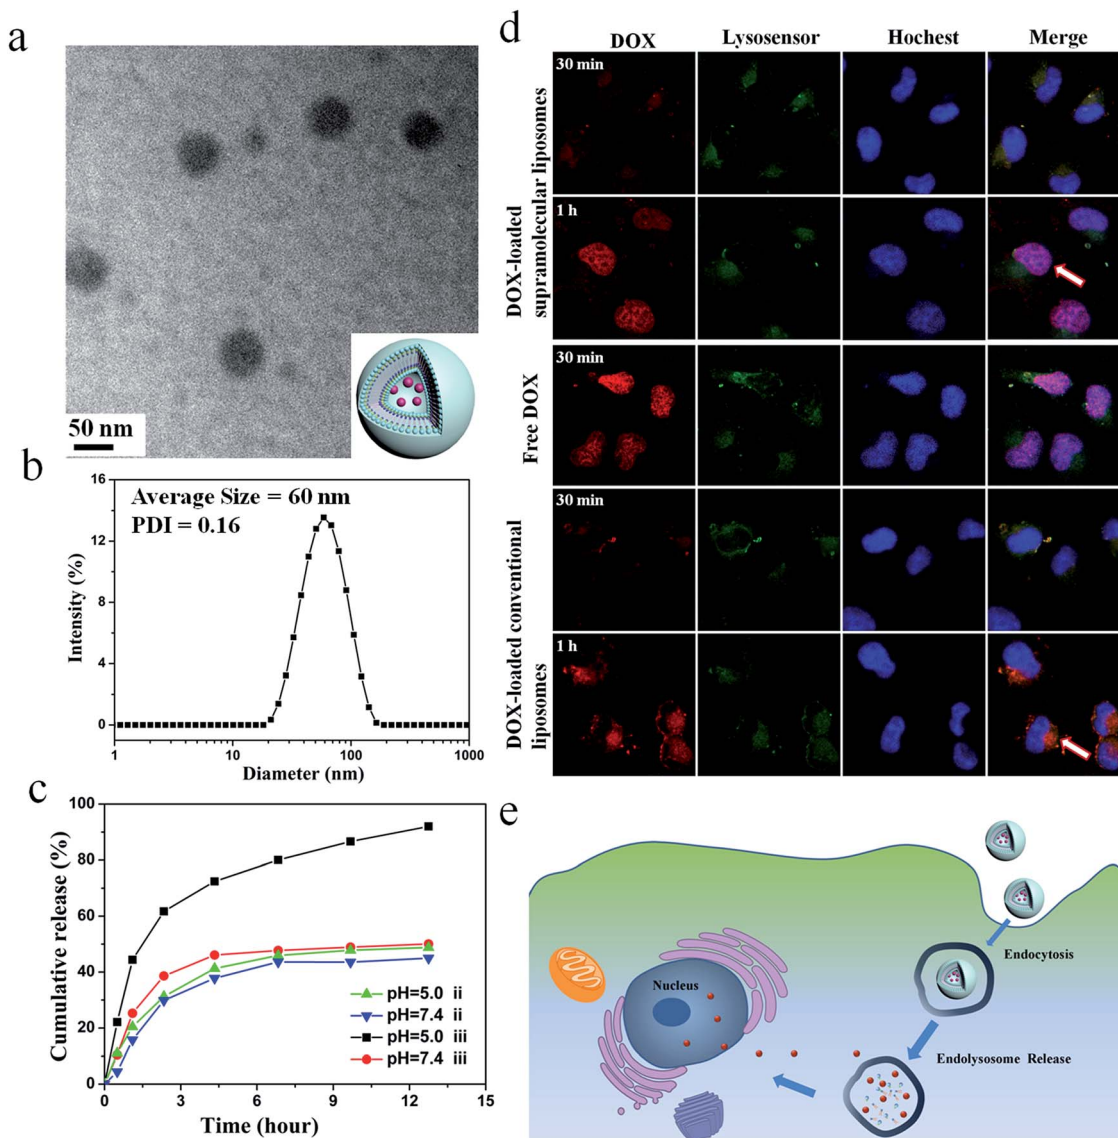 a
50 nm
b
Average Size = 60 nm
PDI = 0.16
Intensity (%)
16
12
8
4
0
1
10
100
1000
Diameter (nm)
c
Cumulative release (%)
100
80
60
40
20
0
pH=5.0 ii
pH=7.4 ii
pH=5.0 iii
pH=7.4 iii
0
3
6
9
12
15
Time (hour)
d
DOX
Lysosensor
Hochest
Merge
DOX-loaded
supramolecular liposomes
30 min
1 h
Free DOX
30 min
DOX-loaded conventional
liposomes
30 min
1 h
e
Nucleus
Endocytosis
Endolysosome Release